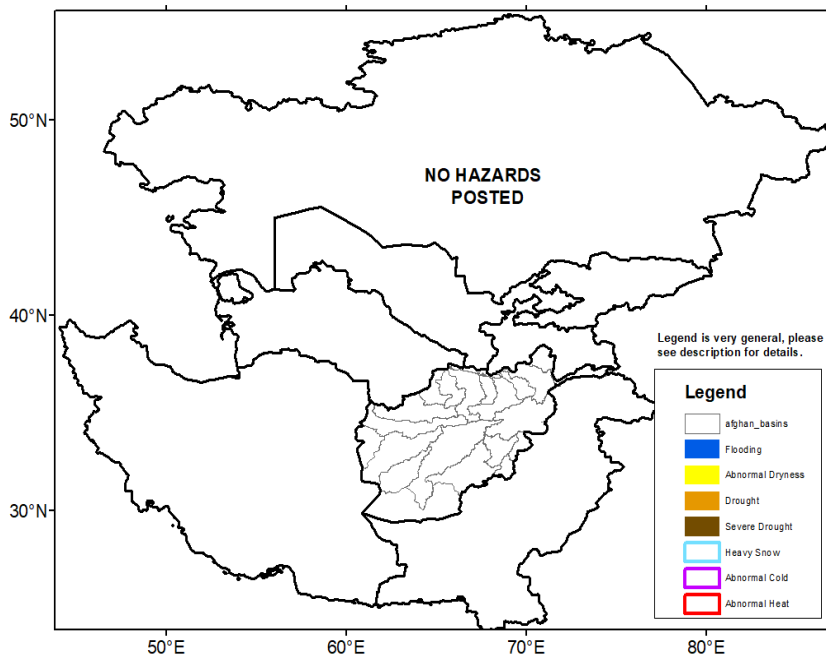 50°N
NO HAZARDS
POSTED
40°N
Legend is very general, please
see description for details.
Legend
afghan_basins
Flooding
Abnormal Dryness
Drought
30°N
Severe Drought
Heavy Snow
Abnormal Cold
Abnormal Heat
50°E
60°E
70°E
80°E